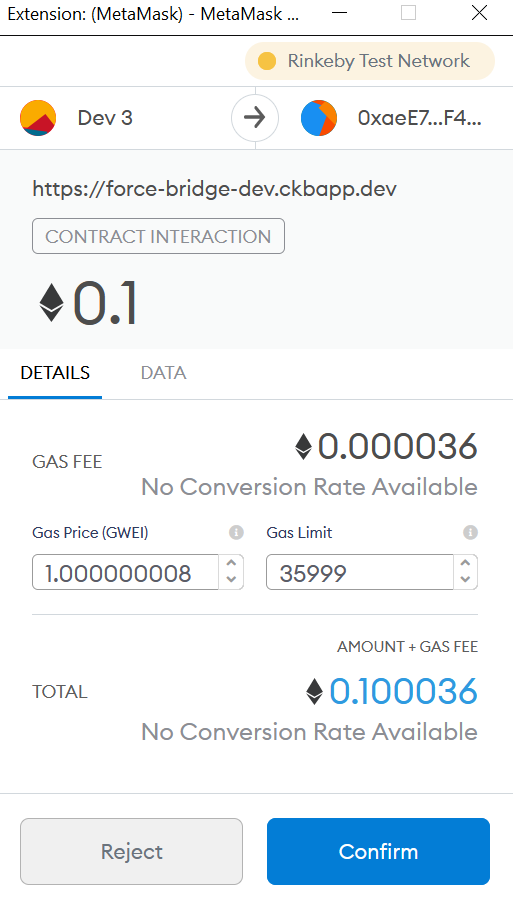 Extension: (MetaMask) - MetaMask ...
Rinkeby Test Network
Dev 3
0xaeE7...F4...
https://force-bridge-dev.ckbapp.dev
CONTRACT INTERACTION
0.1
DETAILS
DATA
GAS FEE
0.000036
No Conversion Rate Available
Gas Price (GWEI)
Gas Limit
1.000000008
35999
AMOUNT + GAS FEE
TOTAL
0.100036
No Conversion Rate Available
Reject
Confirm